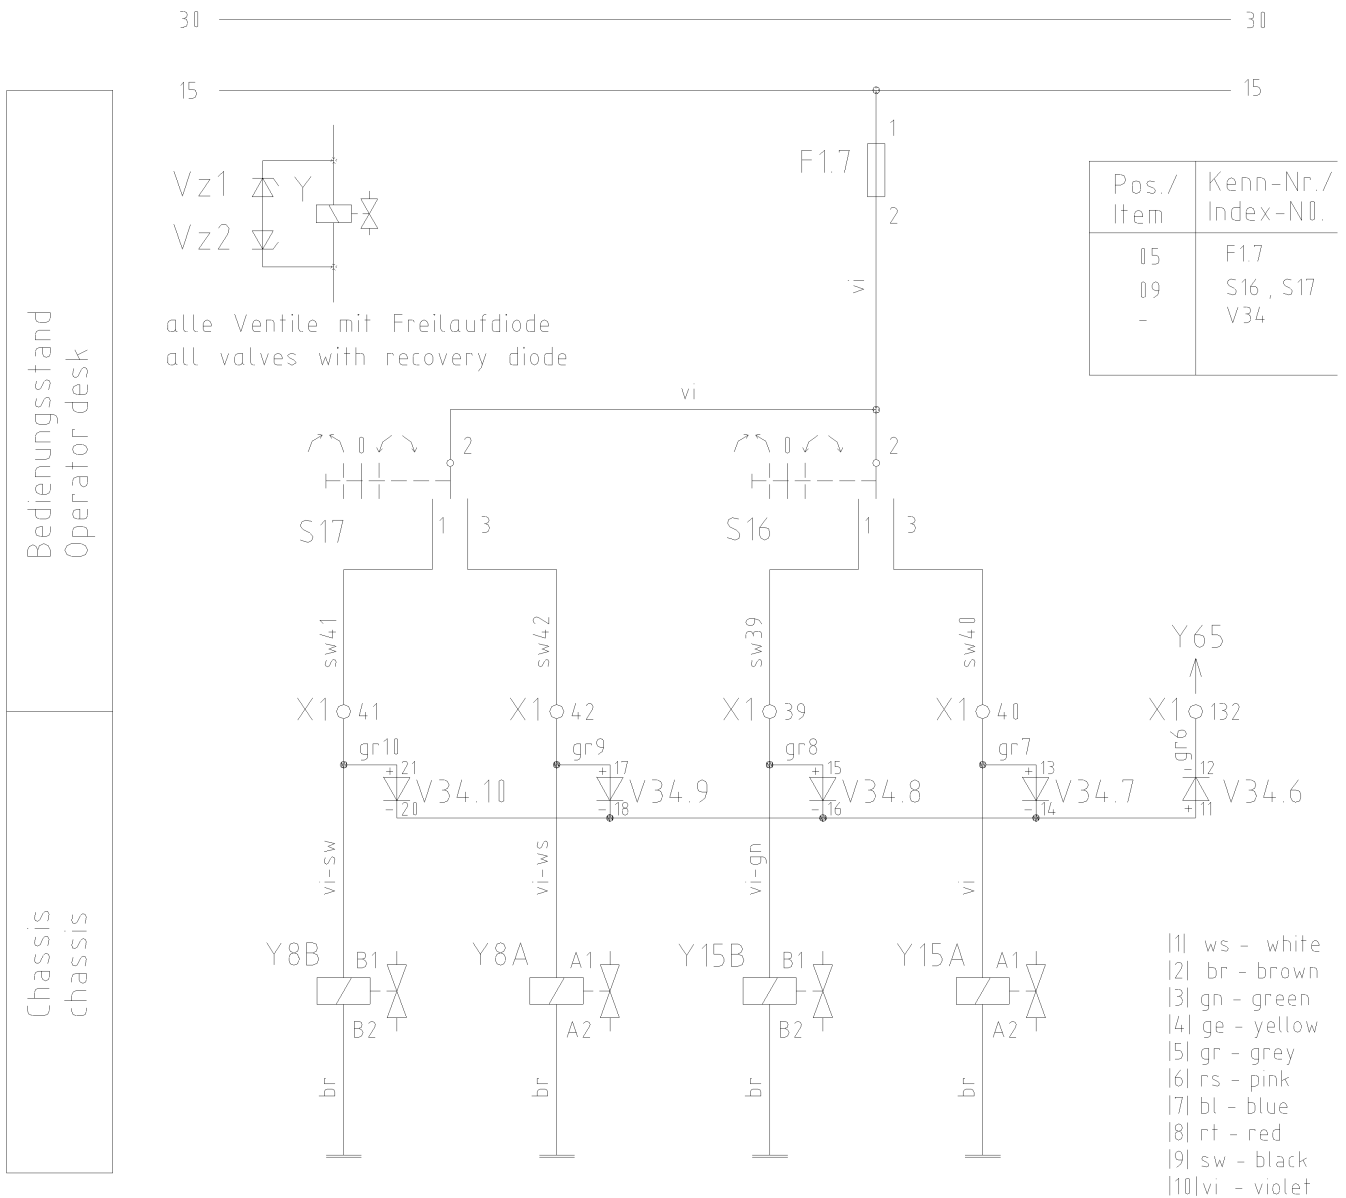 30
30
15
15
Vz1
Y
Vz2
alle Ventile mit Freilaufdiode
all valves with recovery diode
F1.7
1
2
vi
Pos./ Kenn-Nr./
Item Index-N0.
05 F1.7
09 S16 , S17
- V34
Bedienungsstand
Operator desk
vi
0
2
S17
1
3
0
2
S16
1
3
sw41
sw42
sw39
sw40
Y65
X1 41
X1 42
X1 39
X1 40
X1 132
gr10
gr9
gr8
gr7
gr6
+ 21
V34.10
- 20
+ 17
V34.9
- 18
+ 15
V34.8
- 16
+ 13
V34.7
- 14
- 12
V34.6
+ 11
vi-sw
vi-ws
vi-gn
vi
Chassis
chassis
Y8B
B1
B2
Y8A
A1
A2
Y15B
B1
B2
Y15A
A1
A2
br
br
br
br
|1| ws - white
|2| br - brown
|3| gn - green
|4| ge - yellow
|5| gr - grey
|6| rs - pink
|7| bl - blue
|8| rt - red
|9| sw - black
|10| vi - violet